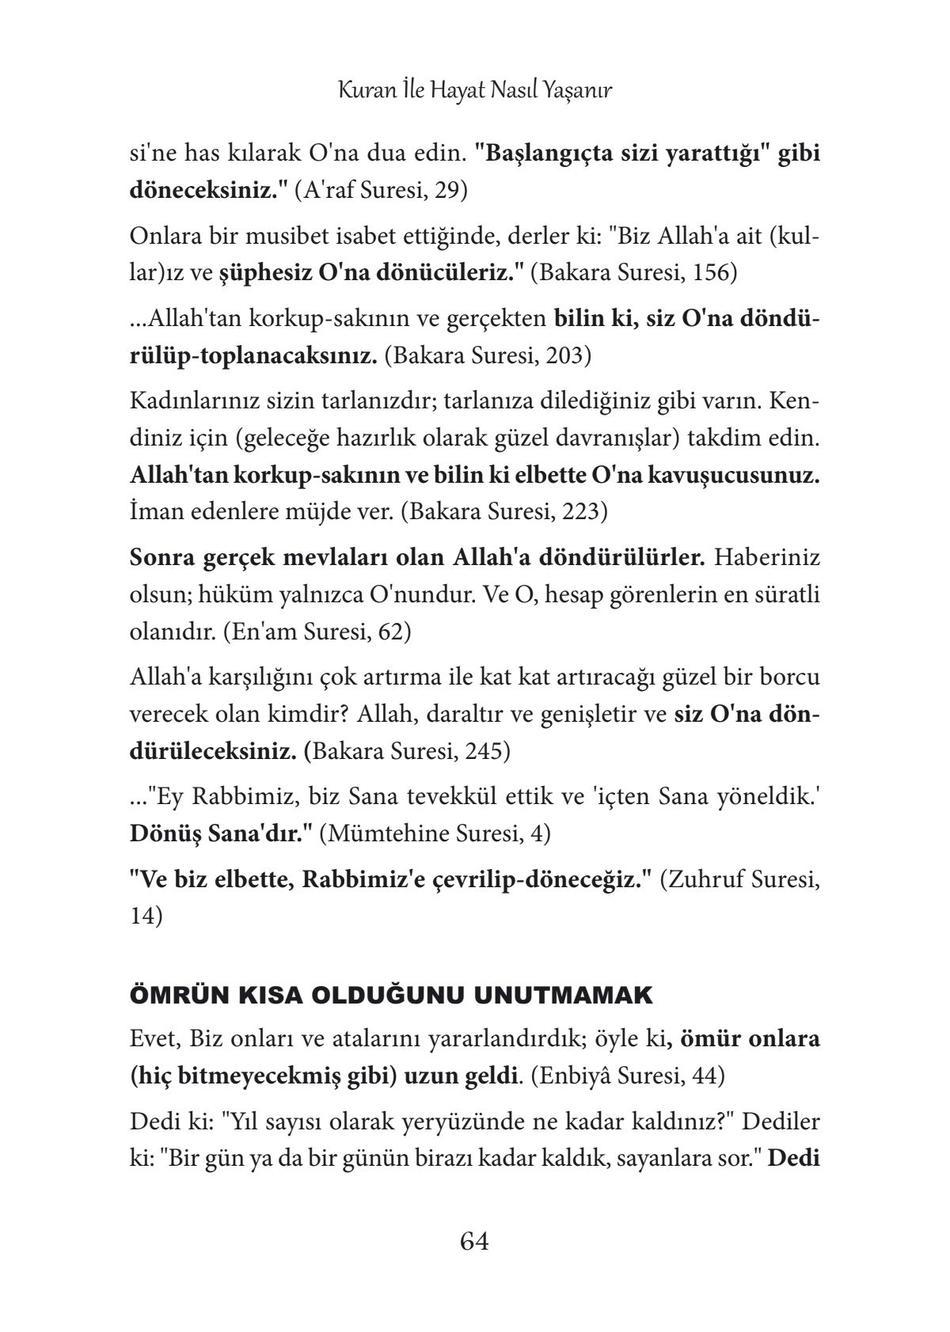 Kuran İle Hayat Nasıl Yaşanır
si'ne has kılarak O'na dua edin. "Başlangıçta sizi yarattığı" gibi
döneceksiniz." (A'raf Suresi, 29)
Onlara bir musibet isabet ettiğinde, derler ki: "Biz Allah'a ait (kul-
lar)ız ve şüphesiz O'na dönücüleriz." (Bakara Suresi, 156)
...Allah'tan korkup-sakının ve gerçekten bilin ki, siz O'na döndü-
rülüp-toplanacaksınız. (Bakara Suresi, 203)
Kadınlarınız sizin tarlanızdır; tarlanıza dilediğiniz gibi varın. Ken-
diniz için (geleceğe hazırlık olarak güzel davranışlar) takdim edin.
Allah'tan korkup-sakının ve bilin ki elbette O'na kavuşucusunuz.
İman edenlere müjde ver. (Bakara Suresi, 223)
Sonra gerçek mevlaları olan Allah'a döndürülürler. Haberiniz
olsun; hüküm yalnızca O'nundur. Ve O, hesap görenlerin en süratli
olanıdır. (En'am Suresi, 62)
Allah'a karşılığını çok artırma ile kat kat artıracağı güzel bir borcu
verecek olan kimdir? Allah, daraltır ve genişletir ve siz O'na dön-
dürüleceksiniz. (Bakara Suresi, 245)
..."Ey Rabbimiz, biz Sana tevekkül ettik ve 'içten Sana yöneldik.'
Dönüş Sana'dır." (Mümtehine Suresi, 4)
"Ve biz elbette, Rabbimiz'e çevrilip-döneceğiz." (Zuhruf Suresi,
14)
ÖMRÜN KISA OLDUĞUNU UNUTMAMAK
Evet, Biz onları ve atalarını yararlandırdık; öyle ki, ömür onlara
(hiç bitmeyecekmiş gibi) uzun geldi. (Enbiyâ Suresi, 44)
Dedi ki: "Yıl sayısı olarak yeryüzünde ne kadar kaldınız?" Dediler
ki: "Bir gün ya da bir günün birazı kadar kaldık, sayanlara sor." Dedi
64